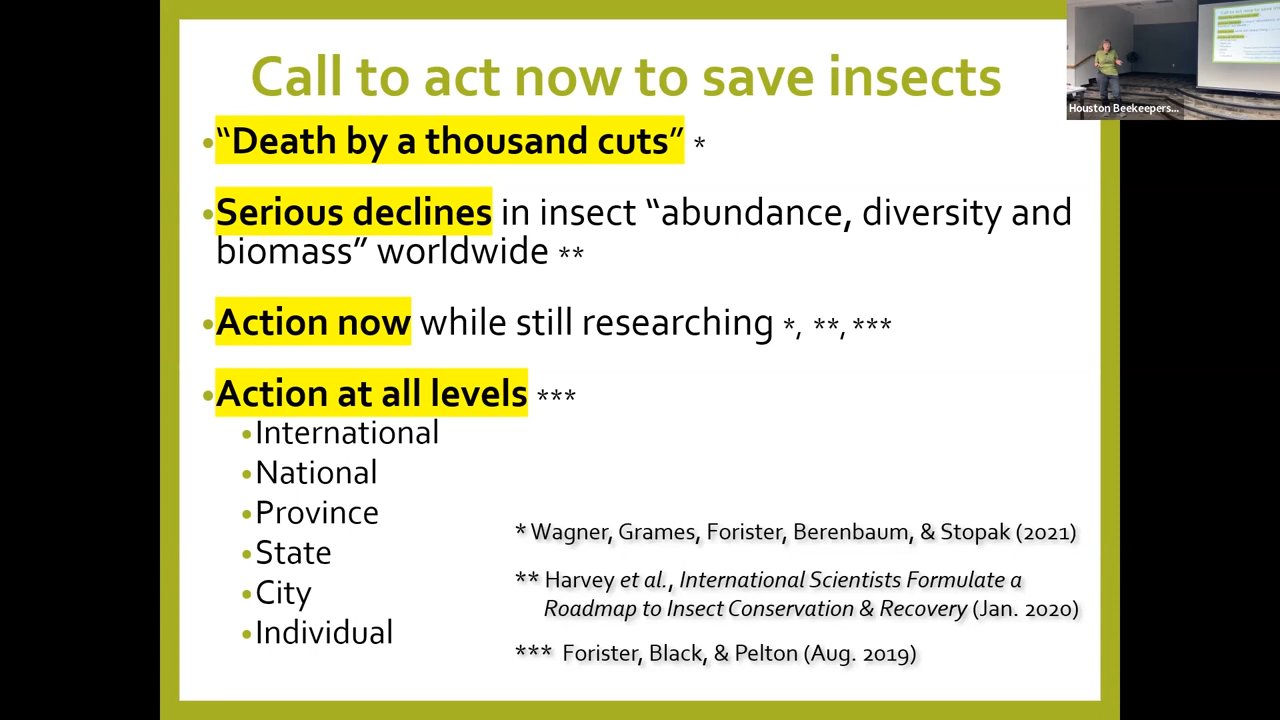 Call to act now to save insects
•“Death by a thousand cuts” *
•Serious declines in insect “abundance, diversity and
biomass” worldwide **
•Action now while still researching *, **, ***
•Action at all levels ***
•International
•National
•Province
•State
•City
•Individual
* Wagner, Grames, Forister, Berenbaum, & Stopak (2021)
** Harvey et al., International Scientists Formulate a
Roadmap to Insect Conservation & Recovery (Jan. 2020)
*** Forister, Black, & Pelton (Aug. 2019)
Houston Beekeepers...